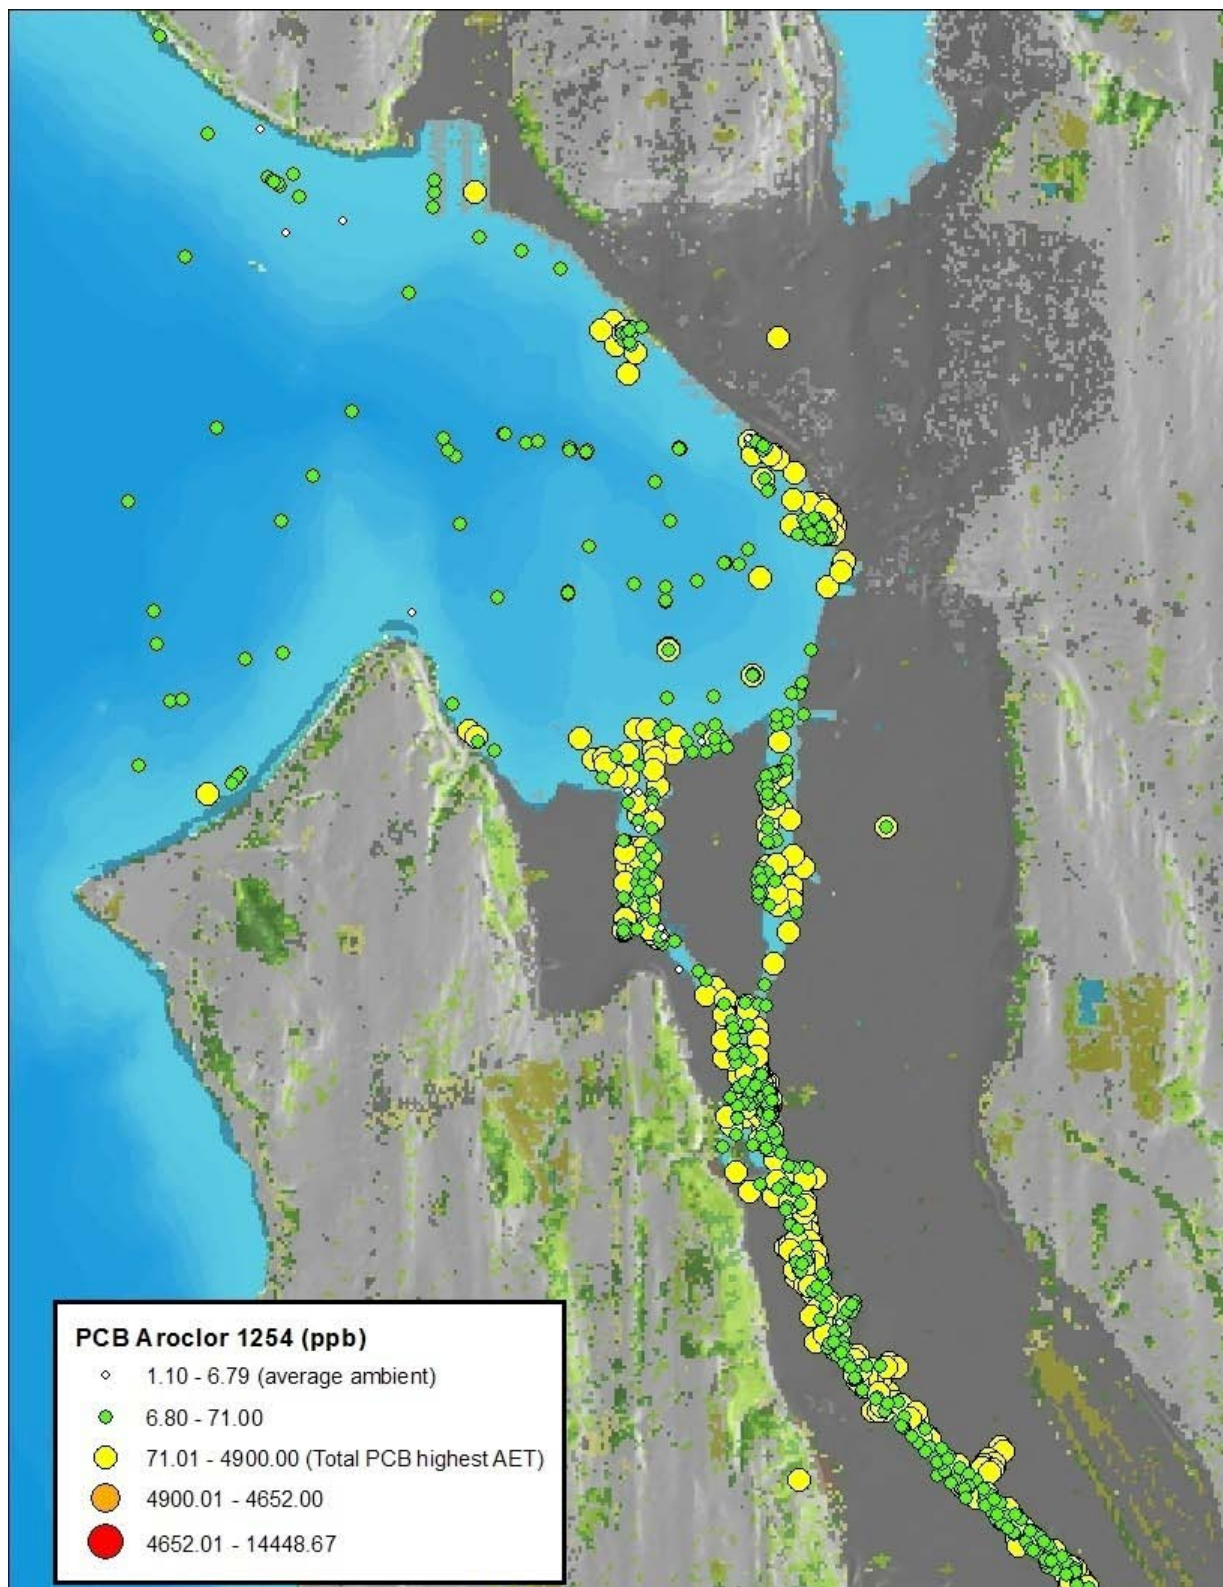 PCB Aroclor 1254 (ppb)
1.10 - 6.79 (average ambient)
6.80 - 71.00
71.01 - 4900.00 (Total PCB highest AET)
4900.01 - 4652.00
4652.01 - 14448.67